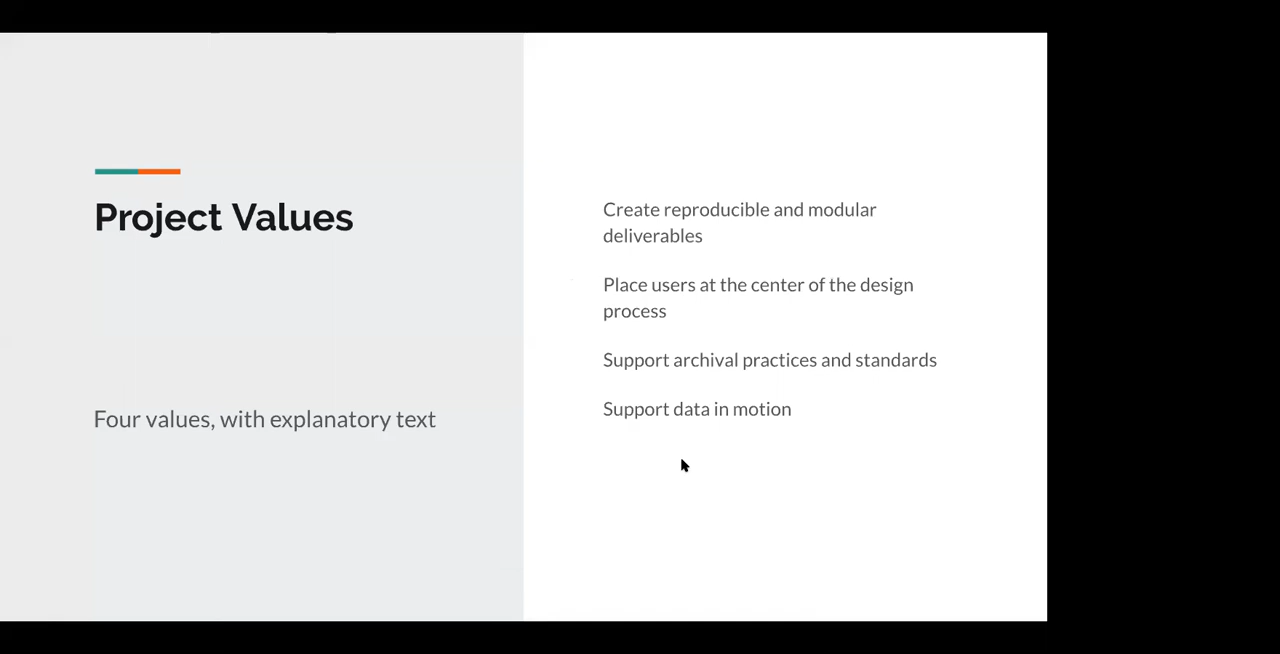 Project Values
Four values, with explanatory text
Create reproducible and modular
deliverables
Place users at the center of the design
process
Support archival practices and standards
Support data in motion